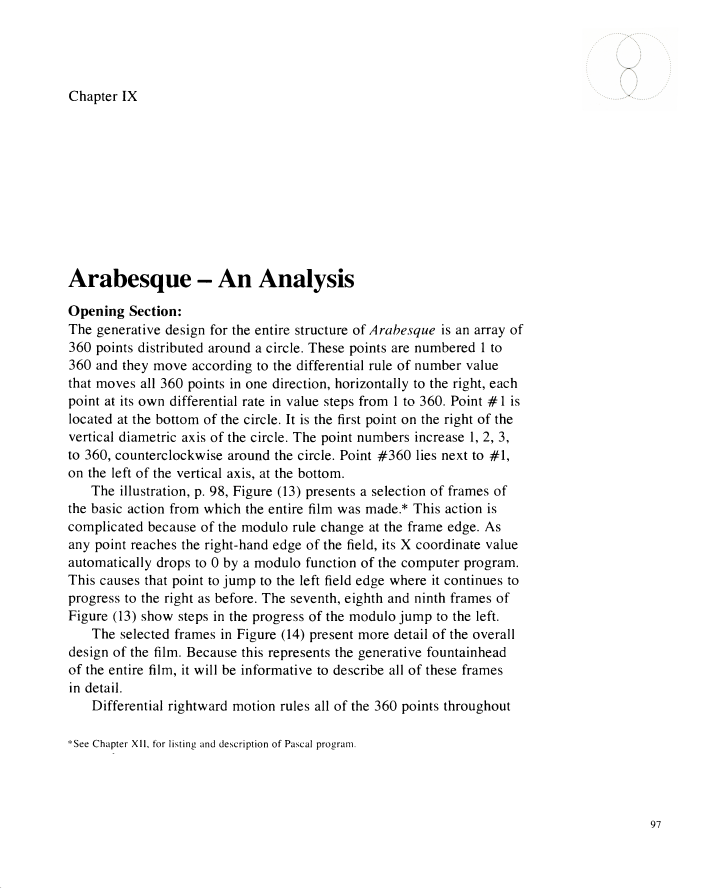 Chapter IX
Arabesque – An Analysis
Opening Section:
The generative design for the entire structure of Arabesque is an array of
360 points distributed around a circle. These points are numbered 1 to
360 and they move according to the differential rule of number value
that moves all 360 points in one direction, horizontally to the right, each
point at its own differential rate in value steps from 1 to 360. Point #1 is
located at the bottom of the circle. It is the first point on the right of the
vertical diametric axis of the circle. The point numbers increase 1, 2, 3,
to 360, counterclockwise around the circle. Point #360 lies next to #1,
on the left of the vertical axis, at the bottom.
The illustration, p. 98, Figure (13) presents a selection of frames of
the basic action from which the entire film was made.* This action is
complicated because of the modulo rule change at the frame edge. As
any point reaches the right-hand edge of the field, its X coordinate value
automatically drops to 0 by a modulo function of the computer program.
This causes that point to jump to the left field edge where it continues to
progress to the right as before. The seventh, eighth and ninth frames of
Figure (13) show steps in the progress of the modulo jump to the left.
The selected frames in Figure (14) present more detail of the overall
design of the film. Because this represents the generative fountainhead
of the entire film, it will be informative to describe all of these frames
in detail.
Differential rightward motion rules all of the 360 points throughout
*See Chapter XII, for listing and description of Pascal program.
97